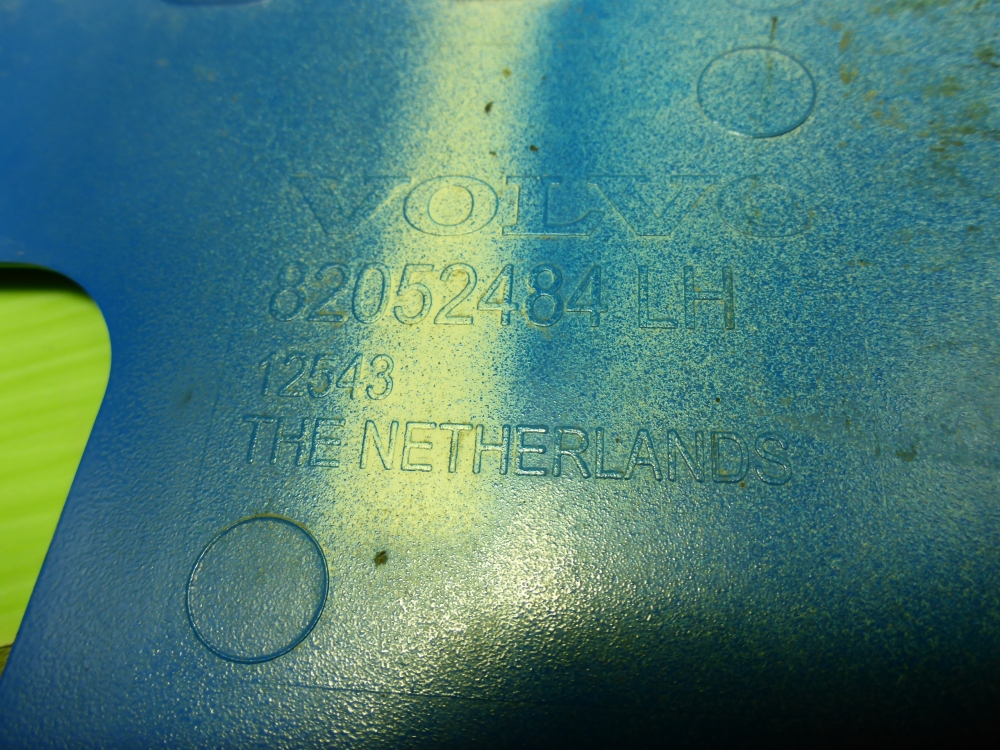 VOLVO
82052484 LH
12543
THE NETHERLANDS